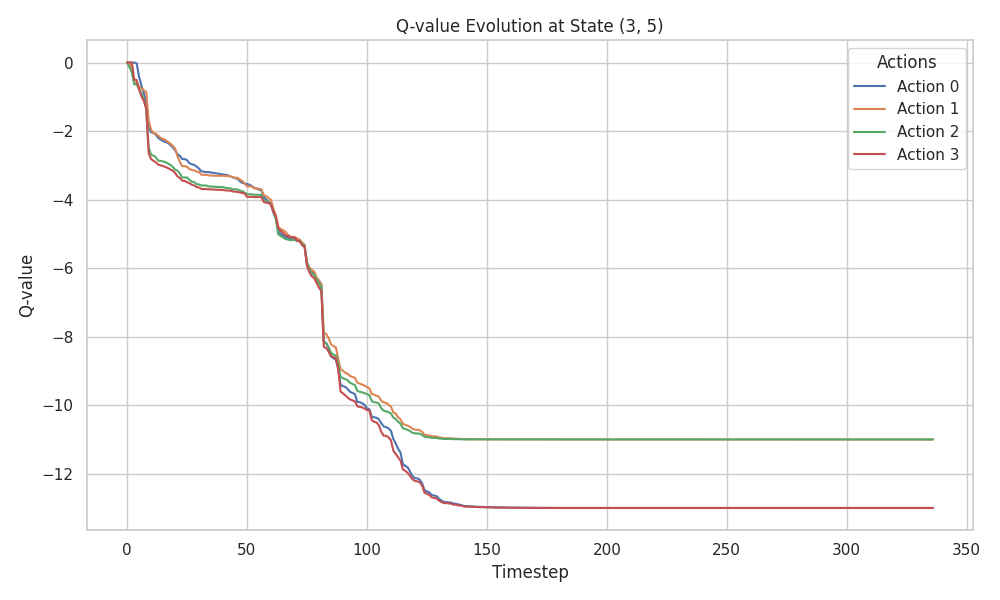 Q-value Evolution at State (3, 5)
Actions
Action 0
Action 1
Action 2
Action 3
Q-value
0
−2
−4
−6
−8
−10
−12
0 50 100 150 200 250 300 350
Timestep